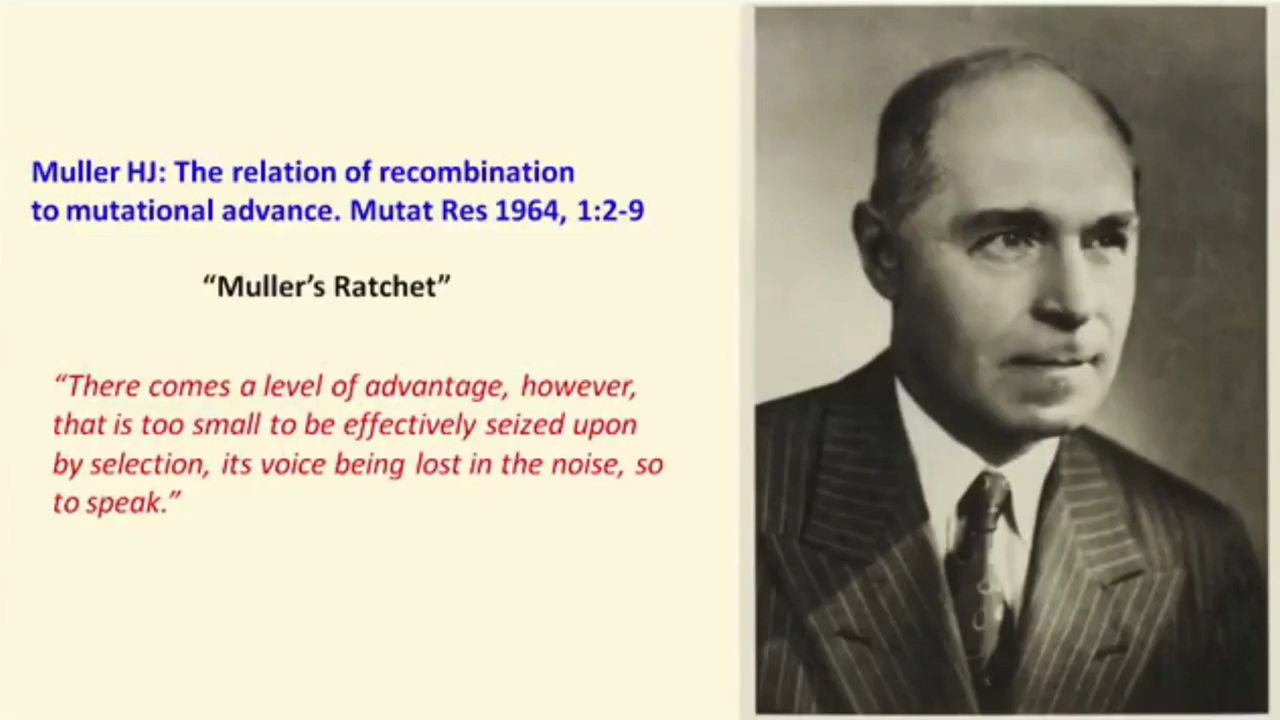 Muller HJ: The relation of recombination
to mutational advance. Mutat Res 1964, 1:2-9
“Muller’s Ratchet”
“There comes a level of advantage, however,
that is too small to be effectively seized upon
by selection, its voice being lost in the noise, so
to speak.”